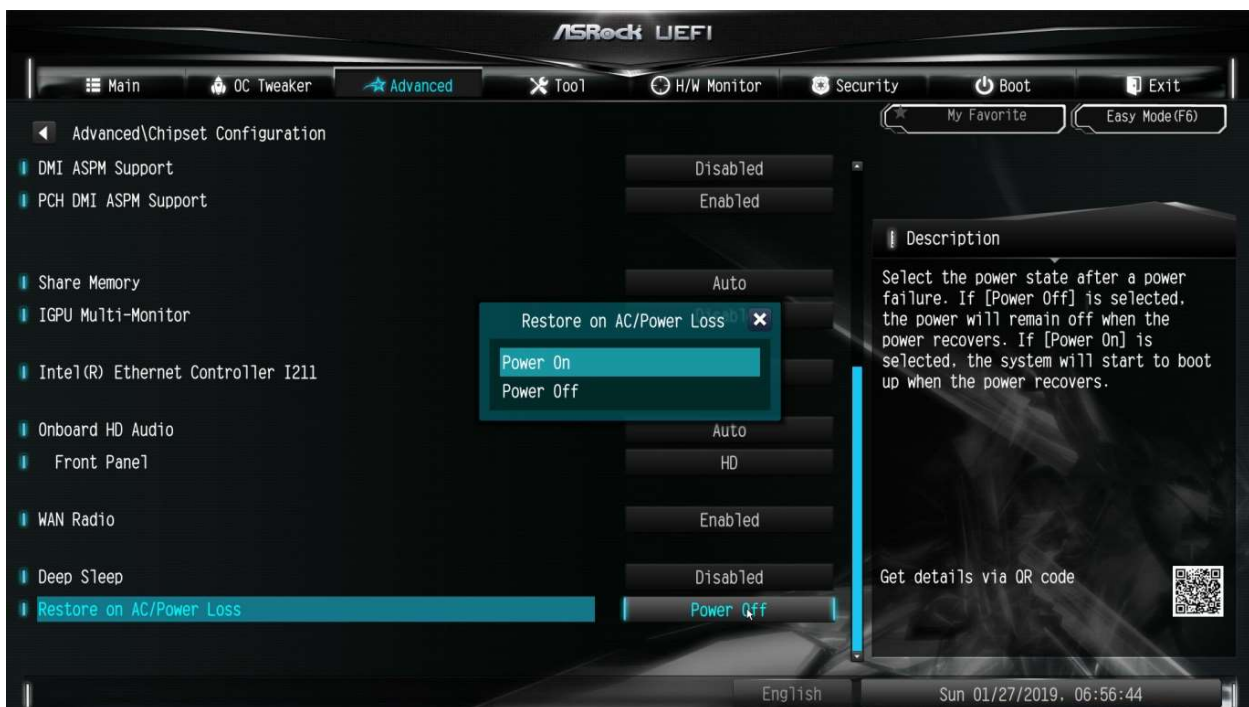 ASRock UEFI
Main OC Tweaker Advanced Tool H/W Monitor Security Boot Exit
My Favorite Easy Mode(F6)
Advanced\Chipset Configuration
DMI ASPM Support Disabled
PCH DMI ASPM Support Enabled
Share Memory Auto
IGPU Multi-Monitor
Intel(R) Ethernet Controller I211
Onboard HD Audio Auto
Front Panel HD
WAN Radio Enabled
Deep Sleep Disabled
Restore on AC/Power Loss Power Off
Restore on AC/Power Loss
Power On
Power Off
Description
Select the power state after a power
failure. If [Power Off] is selected,
the power will remain off when the
power recovers. If [Power On] is
selected, the system will start to boot
up when the power recovers.
Get details via QR code
English Sun 01/27/2019, 06:56:44